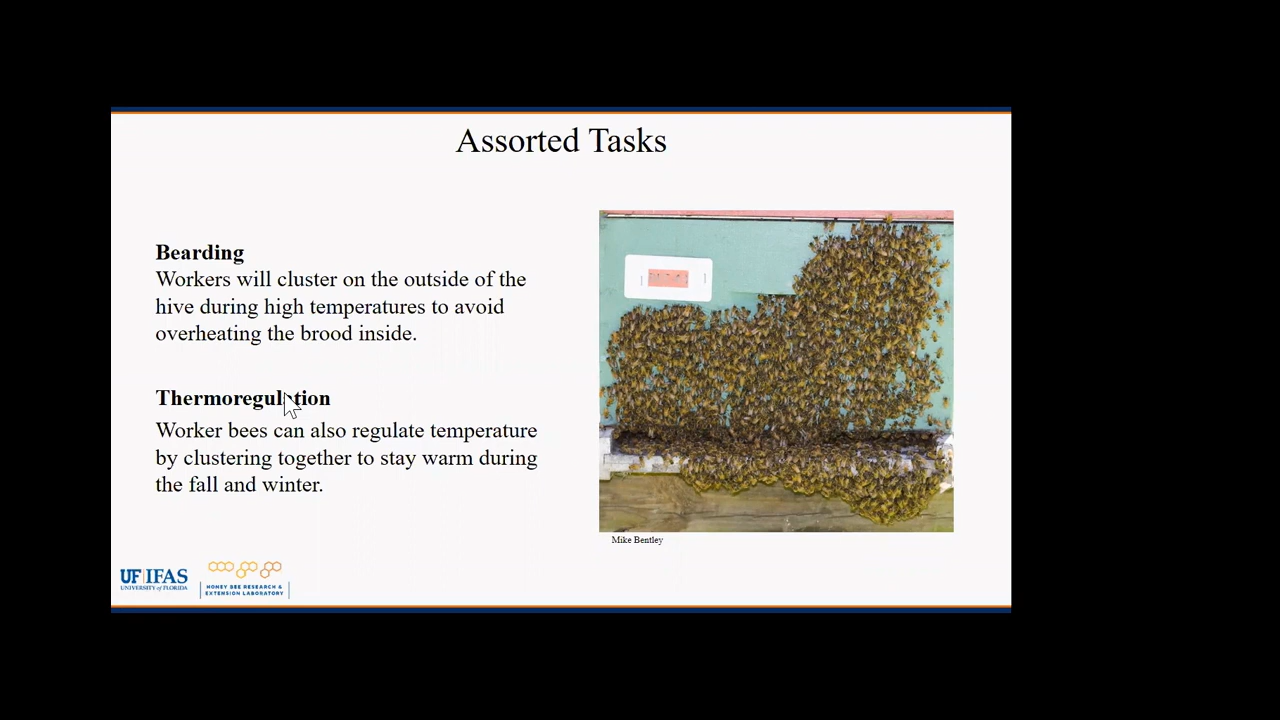 Assorted Tasks
Bearding
Workers will cluster on the outside of the
hive during high temperatures to avoid
overheating the brood inside.
Thermoregulation
Worker bees can also regulate temperature
by clustering together to stay warm during
the fall and winter.
Mike Bentley
UF|IFAS
UNIVERSITY of FLORIDA
HONEY BEE RESEARCH &
EXTENSION LABORATORY